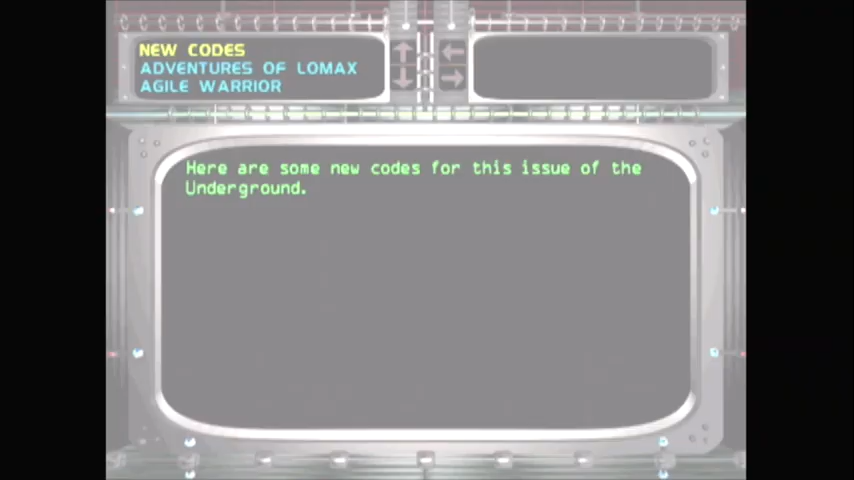 NEW CODES
ADVENTURES OF LOMAX
AGILE WARRIOR
Here are some new codes for this issue of the
Underground.